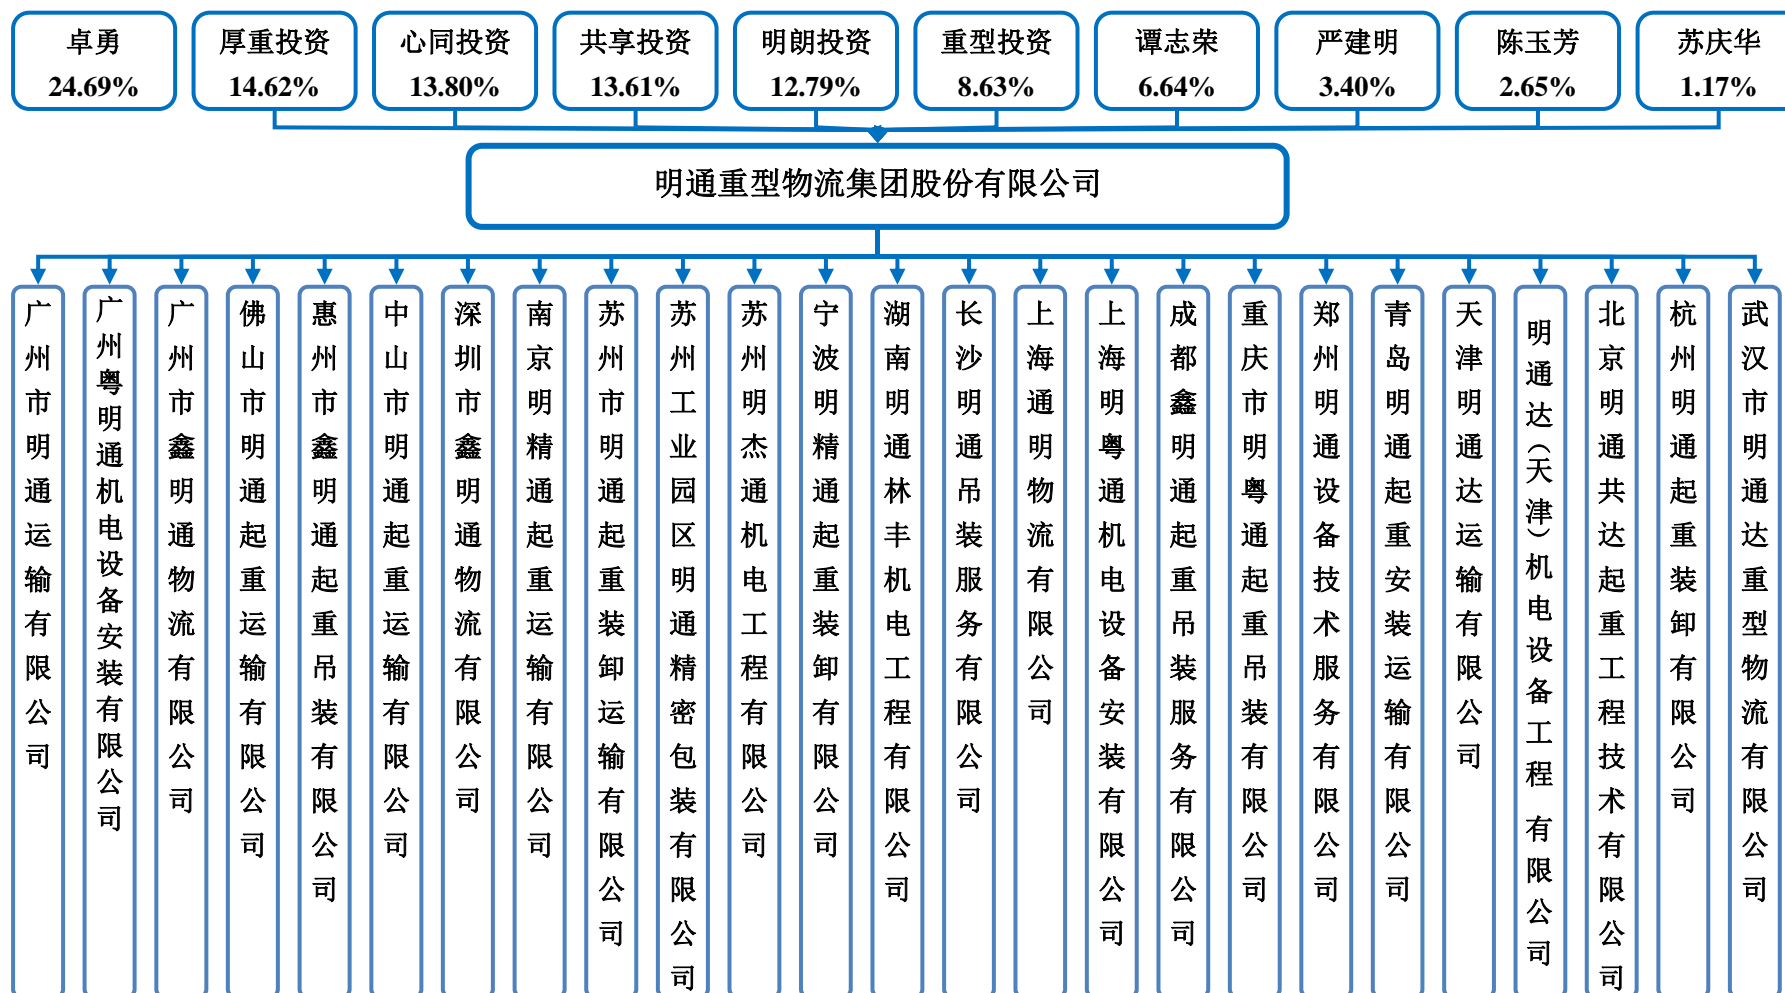 卓勇
24.69%
厚重投资
14.62%
心同投资
13.80%
共享投资
13.61%
明朗投资
12.79%
重型投资
8.63%
谭志荣
6.64%
严建明
3.40%
陈玉芳
2.65%
苏庆华
1.17%
明通重型物流集团股份有限公司
广州市明通运输有限公司
广州粤明通机电设备安装有限公司
广州市鑫明通物流有限公司
佛山市明通起重运输有限公司
惠州市鑫明通起重吊装有限公司
中山市明通起重运输有限公司
深圳市鑫明通物流有限公司
南京明精通起重运输有限公司
苏州市明通起重装卸运输有限公司
苏州工业园区明通精密包装有限公司
苏州明杰通机电工程有限公司
宁波明精通起重装卸有限公司
湖南明通林丰机电工程有限公司
长沙明通吊装服务有限公司
上海通明物流有限公司
上海明粤通机电设备安装有限公司
成都鑫明通起重吊装服务有限公司
重庆市明粤通起重吊装有限公司
郑州明通设备技术服务有限公司
青岛明通起重安装运输有限公司
天津明通达运输有限公司
明通达（天津）机电设备工程 有限公司
北京明通共达起重工程技术有限公司
杭州明通起重装卸有限公司
武汉市明通达重型物流有限公司